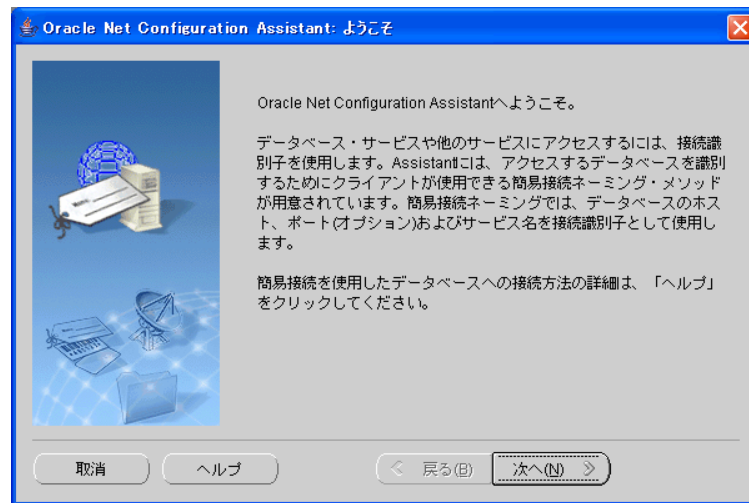 Oracle Net Configuration Assistant: ようこそ
Oracle Net Configuration Assistantへようこそ。
データベース・サービスや他のサービスにアクセスするには、接続識
別子を使用します。Assistantには、アクセスするデータベースを識別
するためにクライアントが使用できる簡易接続ネーミング・メソッド
が用意されています。簡易接続ネーミングでは、データベースのホス
ト、ポート(オプション)およびサービス名を接続識別子として使用し
ます。
簡易接続を使用したデータベースへの接続方法の詳細は、「ヘルプ」
をクリックしてください。
取消
ヘルプ
戻る(B)
次へ(N)